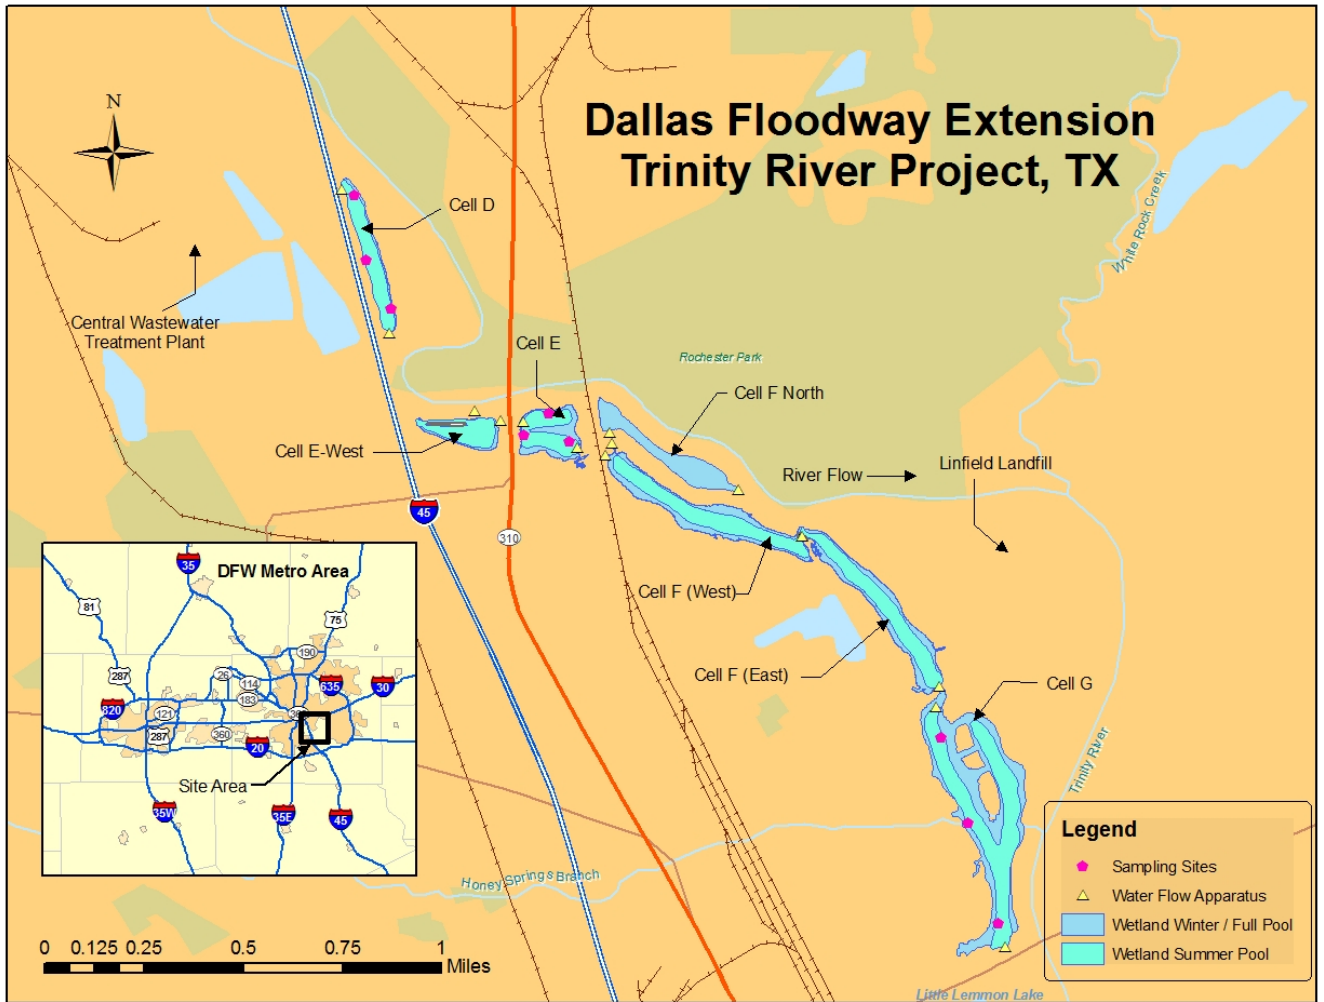 Dallas Floodway Extension
Trinity River Project, TX
N
Cell D
White Rock Creek
Central Wastewater
Treatment Plant
Cell E
Rochester Park
Cell F North
Cell E-West
River Flow
Linfield Landfill
45
310
Cell F (West)
Cell F (East)
Cell G
Trinity River
DFW Metro Area
35
81
75
190
287
26
114
183
635
30
820
121
287
360
20
Site Area
35W
35E
45
Honey Springs Branch
Legend
Sampling Sites
Water Flow Apparatus
Wetland Winter / Full Pool
Wetland Summer Pool
0 0.125 0.25 0.5 0.75 1
Miles
Little Lemmon Lake